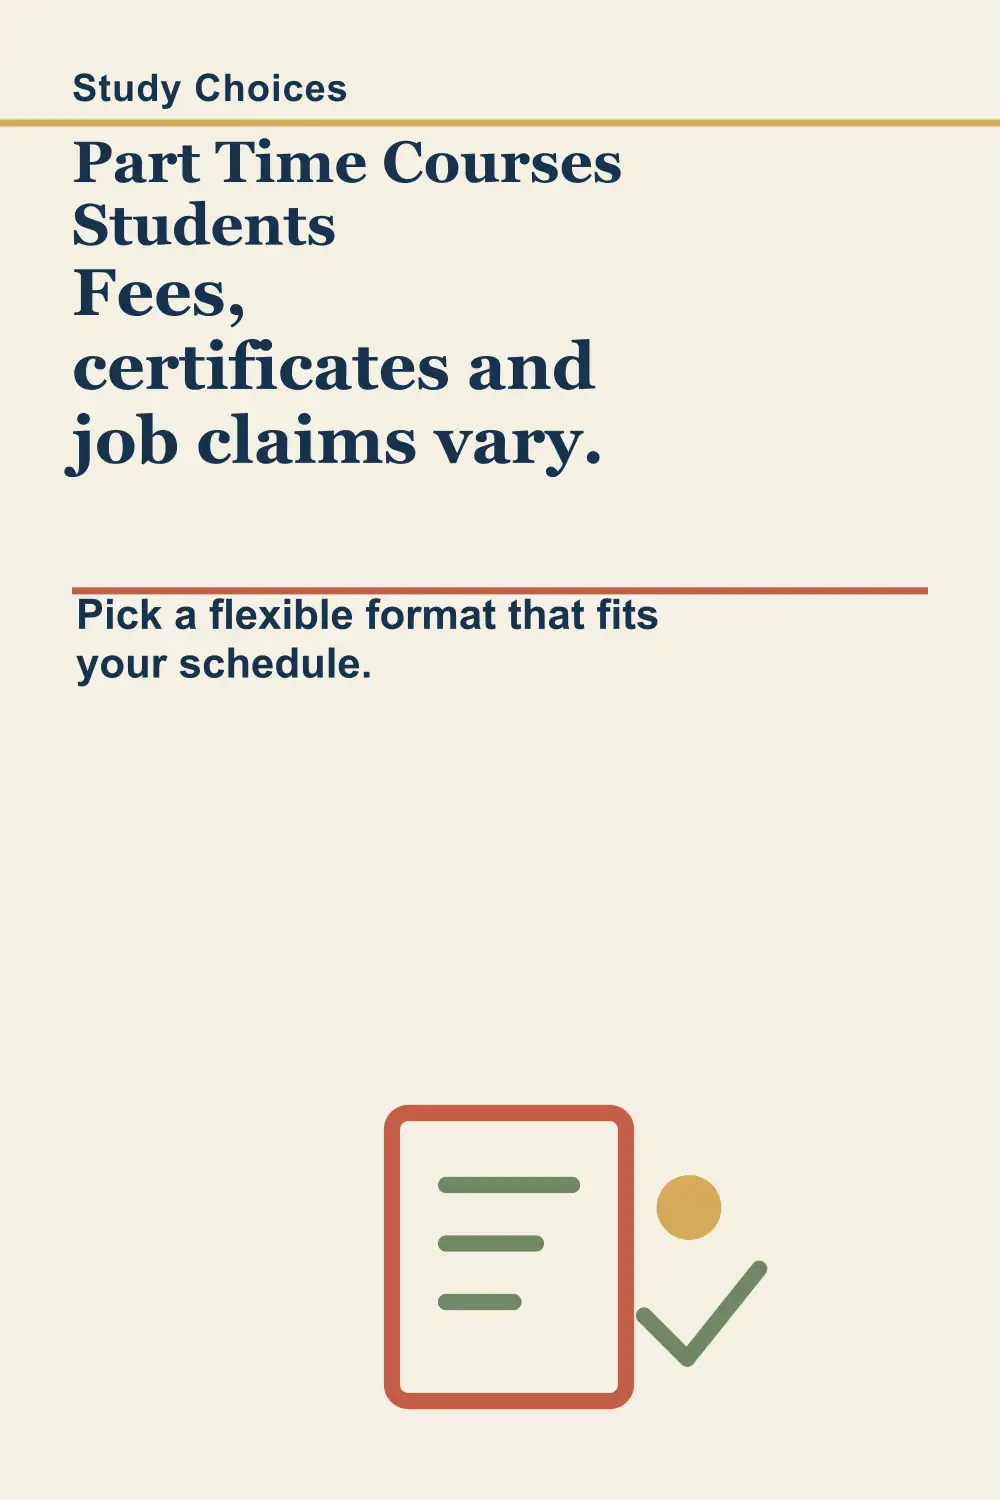 Study Choices
Part Time Courses
Students
Fees,
certificates and
job claims vary.
Pick a flexible format that fits
your schedule.